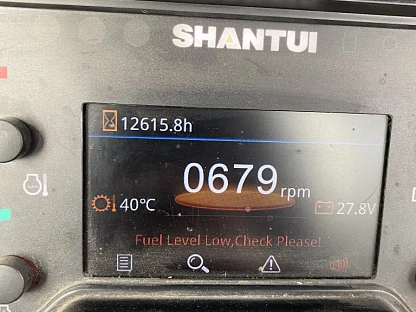 SHANTUI
12615.8h
0679 rpm
40°C
27.8V
Fuel Level Low,Check Please!